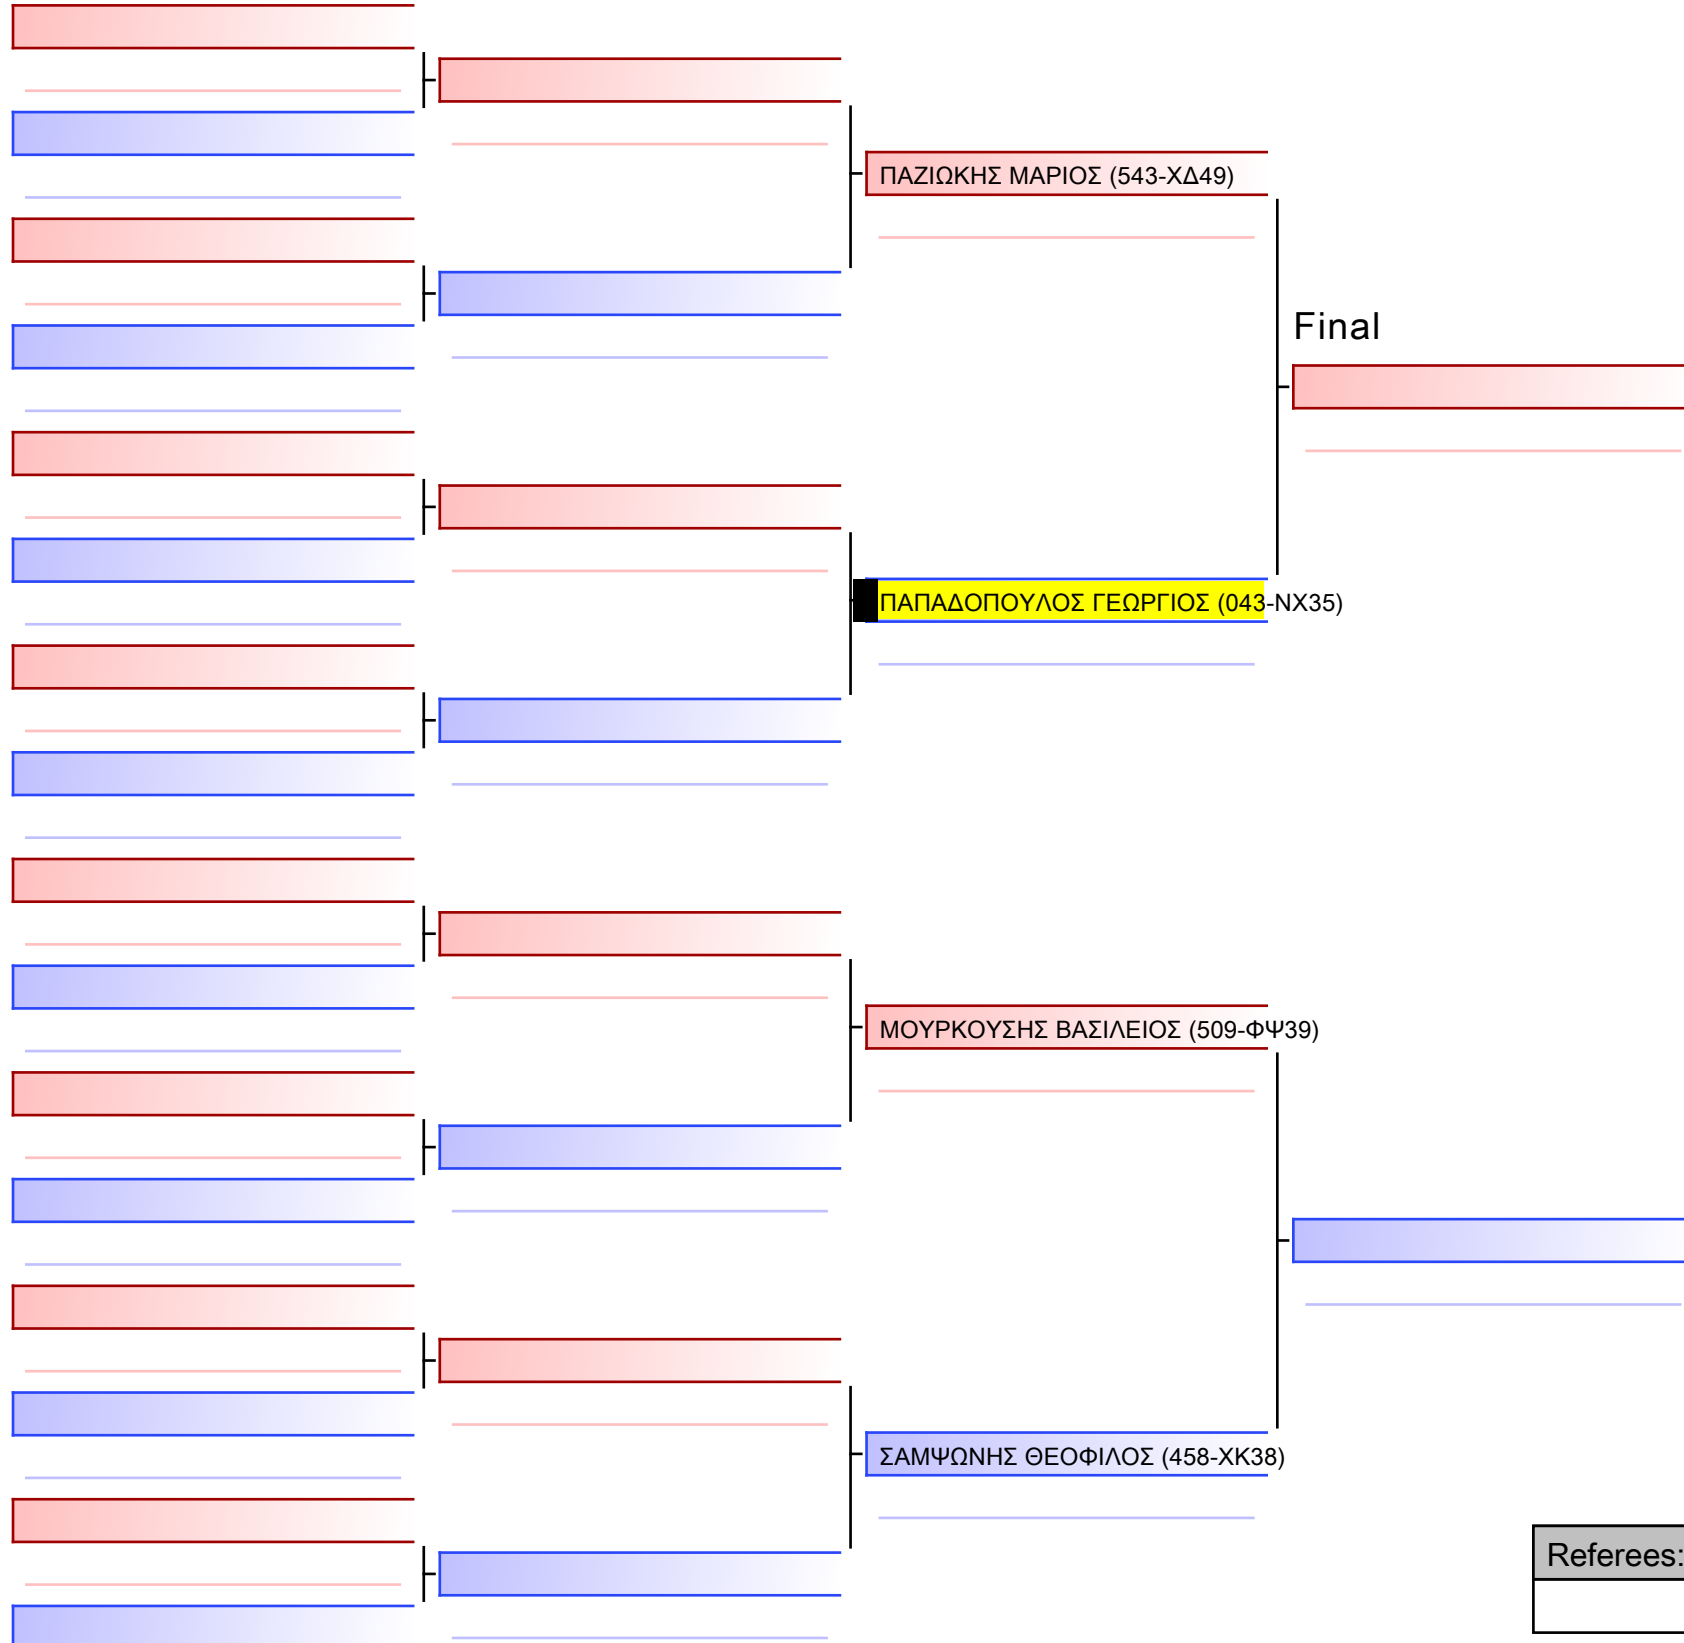 ΠΑΖΙΩΚΗΣ ΜΑΡΙΟΣ (543-ΧΔ49)
Final
ΠΑΠΑΔΟΠΟΥΛΟΣ ΓΕΩΡΓΙΟΣ (043-ΝΧ35)
ΜΟΥΡΚΟΥΣΗΣ ΒΑΣΙΛΕΙΟΣ (509-ΦΨ39)
ΣΑΜΨΩΝΗΣ ΘΕΟΦΙΛΟΣ (458-ΧΚ38)
Referees: